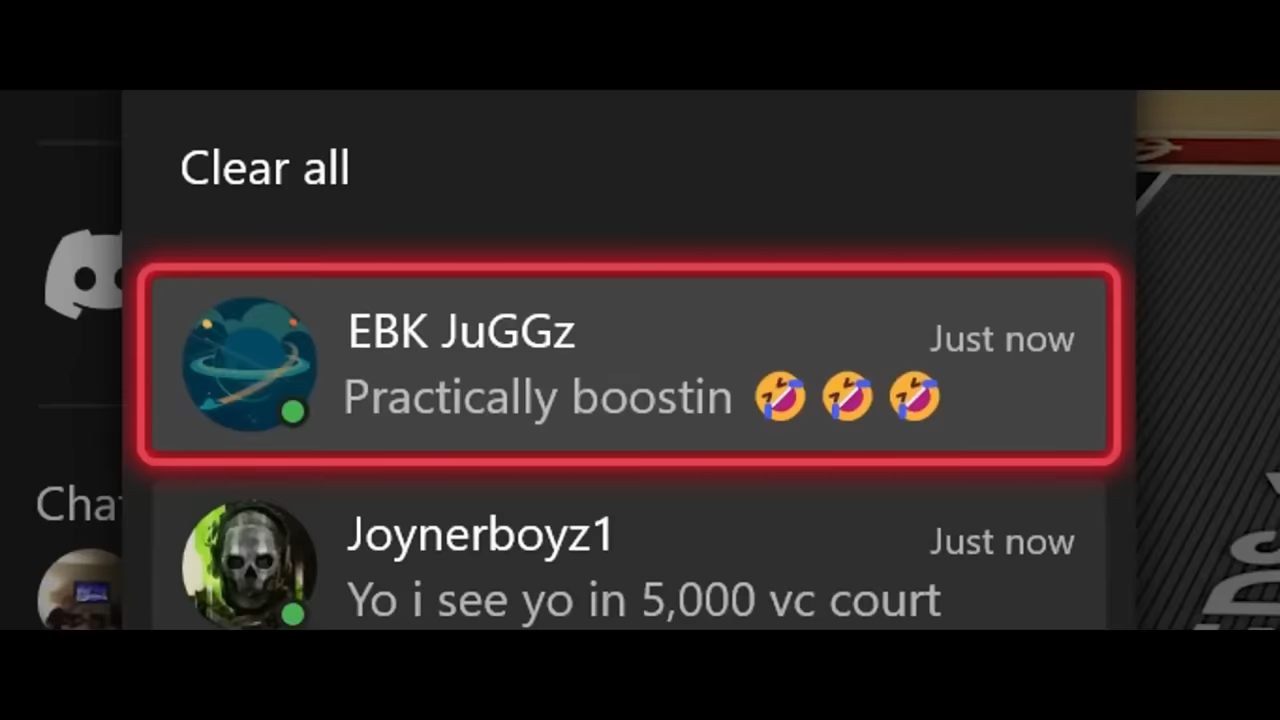 Clear all
EBK JuGGz
Just now
Practically boostin 🤣 🤣 🤣
Chat
Joynerboyz1
Just now
Yo i see yo in 5,000 vc court